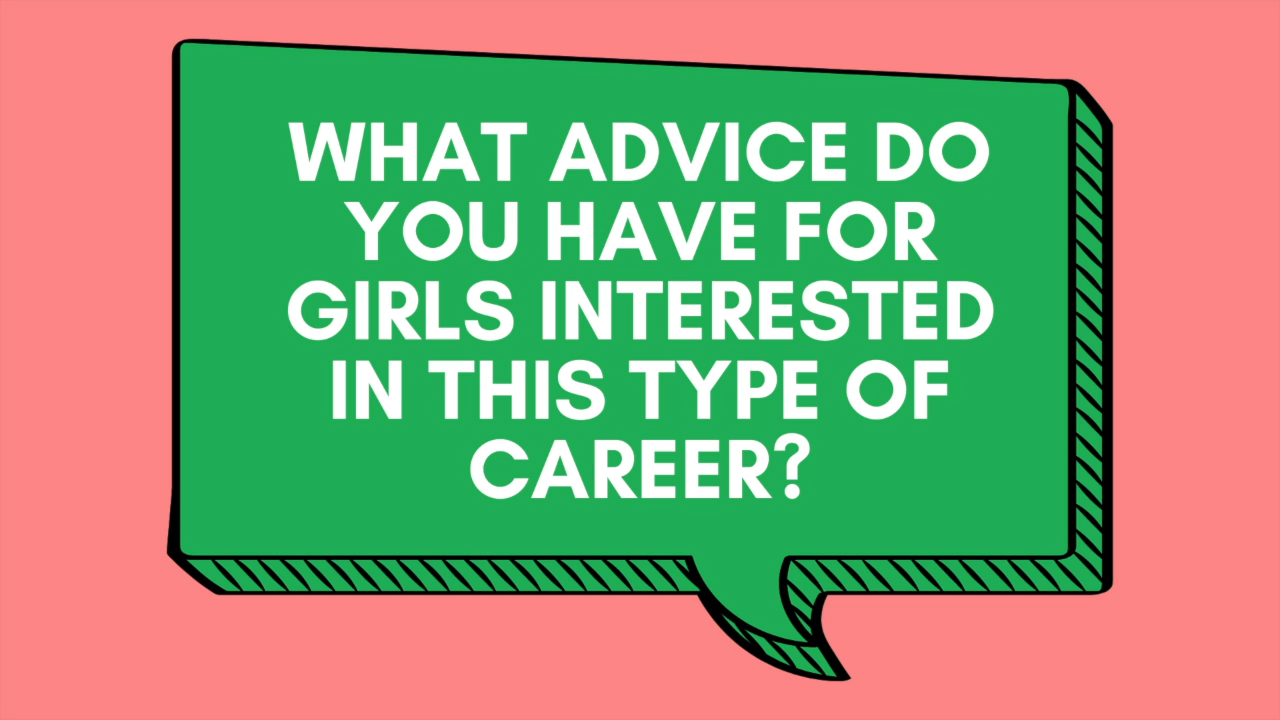 WHAT ADVICE DO
YOU HAVE FOR
GIRLS INTERESTED
IN THIS TYPE OF
CAREER?